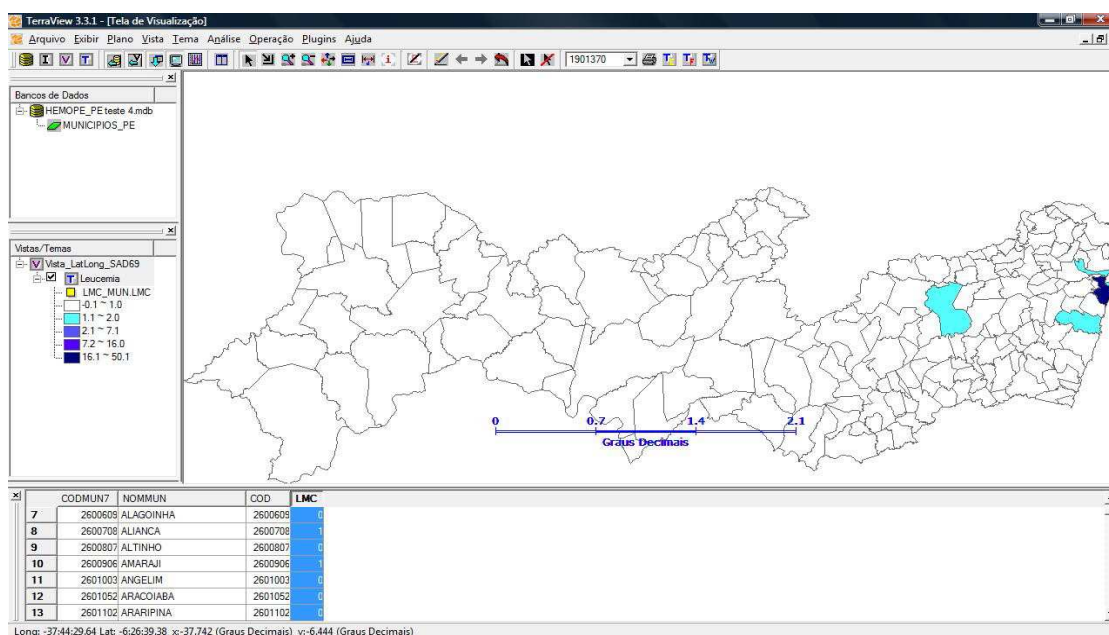 TerraView 3.3.1 - [Tela de Visualização]
Arquivo Exibir Plano Vista Tema Análise Operação Plugins Ajuda
I V T 1901370
Bancos de Dados
HEMOPE_PE teste 4.mdb
MUNICIPIOS_PE
Vistas/Temas
V Vista_LatLong_SAD69
T Leucemia
LMC_MUN.LMC
-0.1 ~ 1.0
1.1 ~ 2.0
2.1 ~ 7.1
7.2 ~ 16.0
16.1 ~ 50.1
0 0.7 1.4 2.1
Graus Decimais
CODMUN7 NOMMUN COD LMC
7 2600609 ALAGOINHA 2600609 0
8 2600708 ALIANCA 2600708 1
9 2600807 ALTINHO 2600807 0
10 2600906 AMARAJI 2600906 1
11 2601003 ANGELIM 2601003 0
12 2601052 ARACOIABA 2601052 0
13 2601102 ARARIPINA 2601102 0
Long: -37:44:29.64 Lat: -6:26:39.38 x:-37.742 (Graus Decimais) y:-6.444 (Graus Decimais)